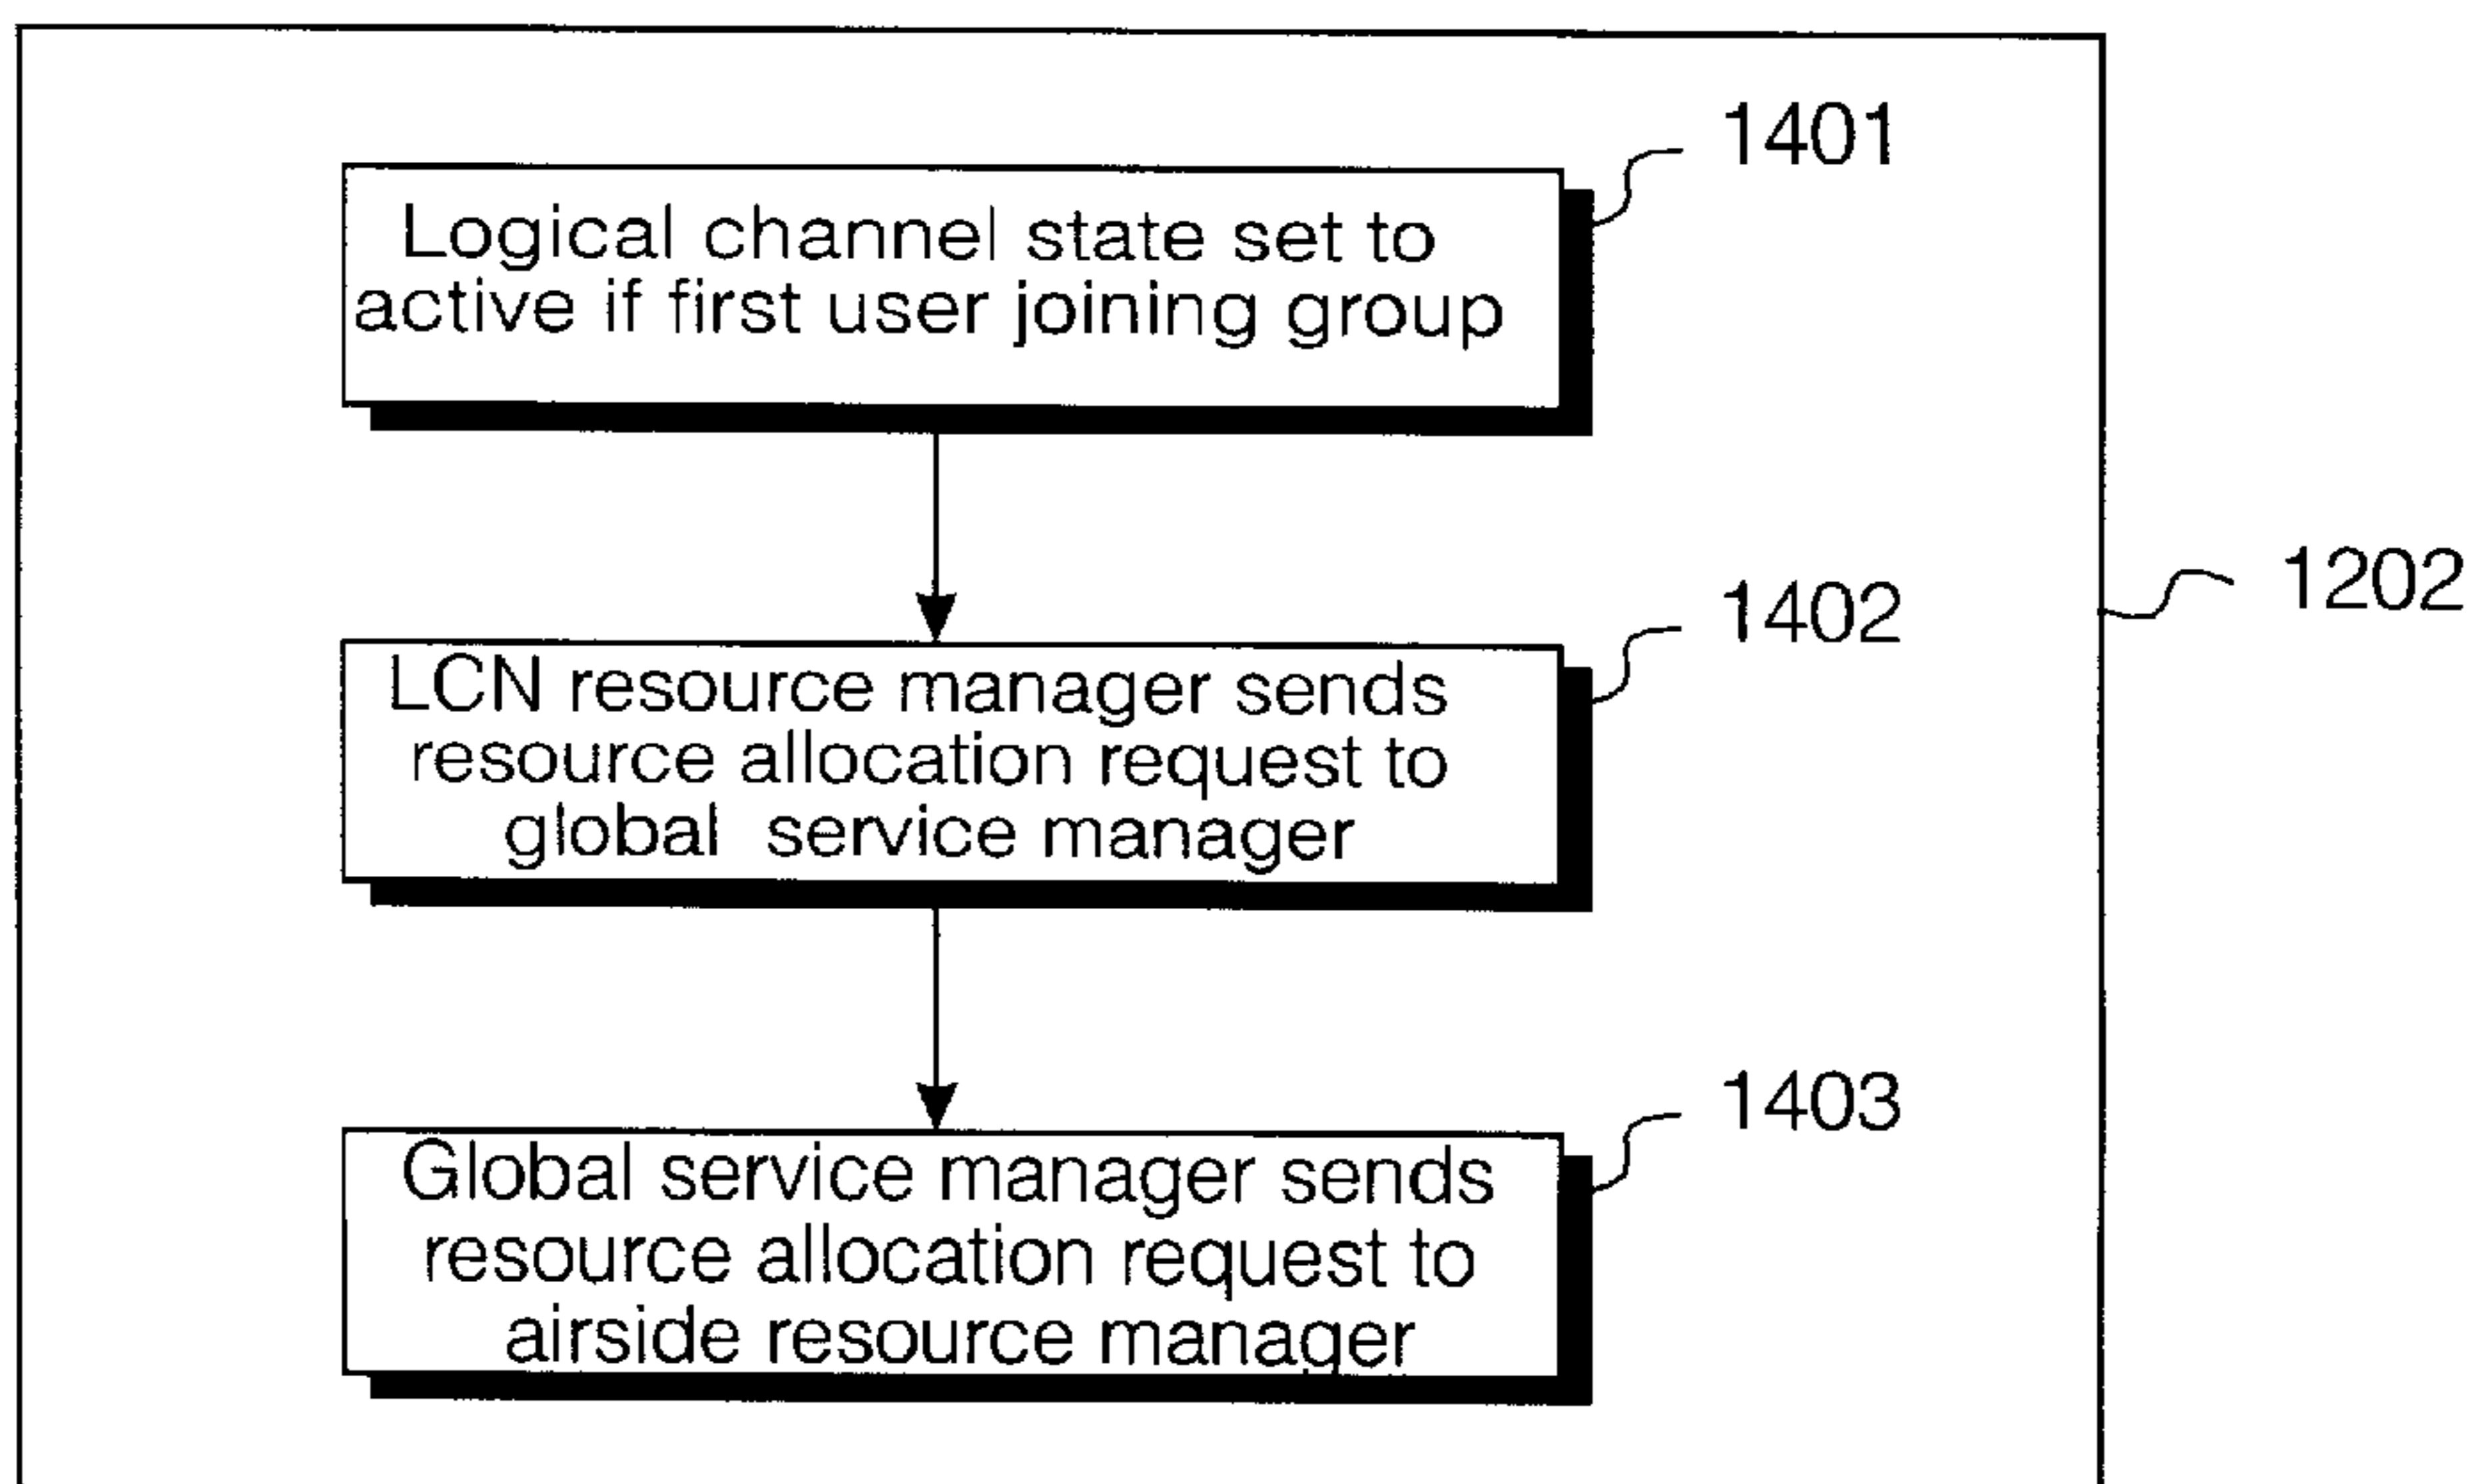 1401
Logical channel state set to
active if first user joining group
1202
1402
LCN resource manager sends
resource allocation request to
global service manager
1403
Global service manager sends
resource allocation request to
airside resource manager